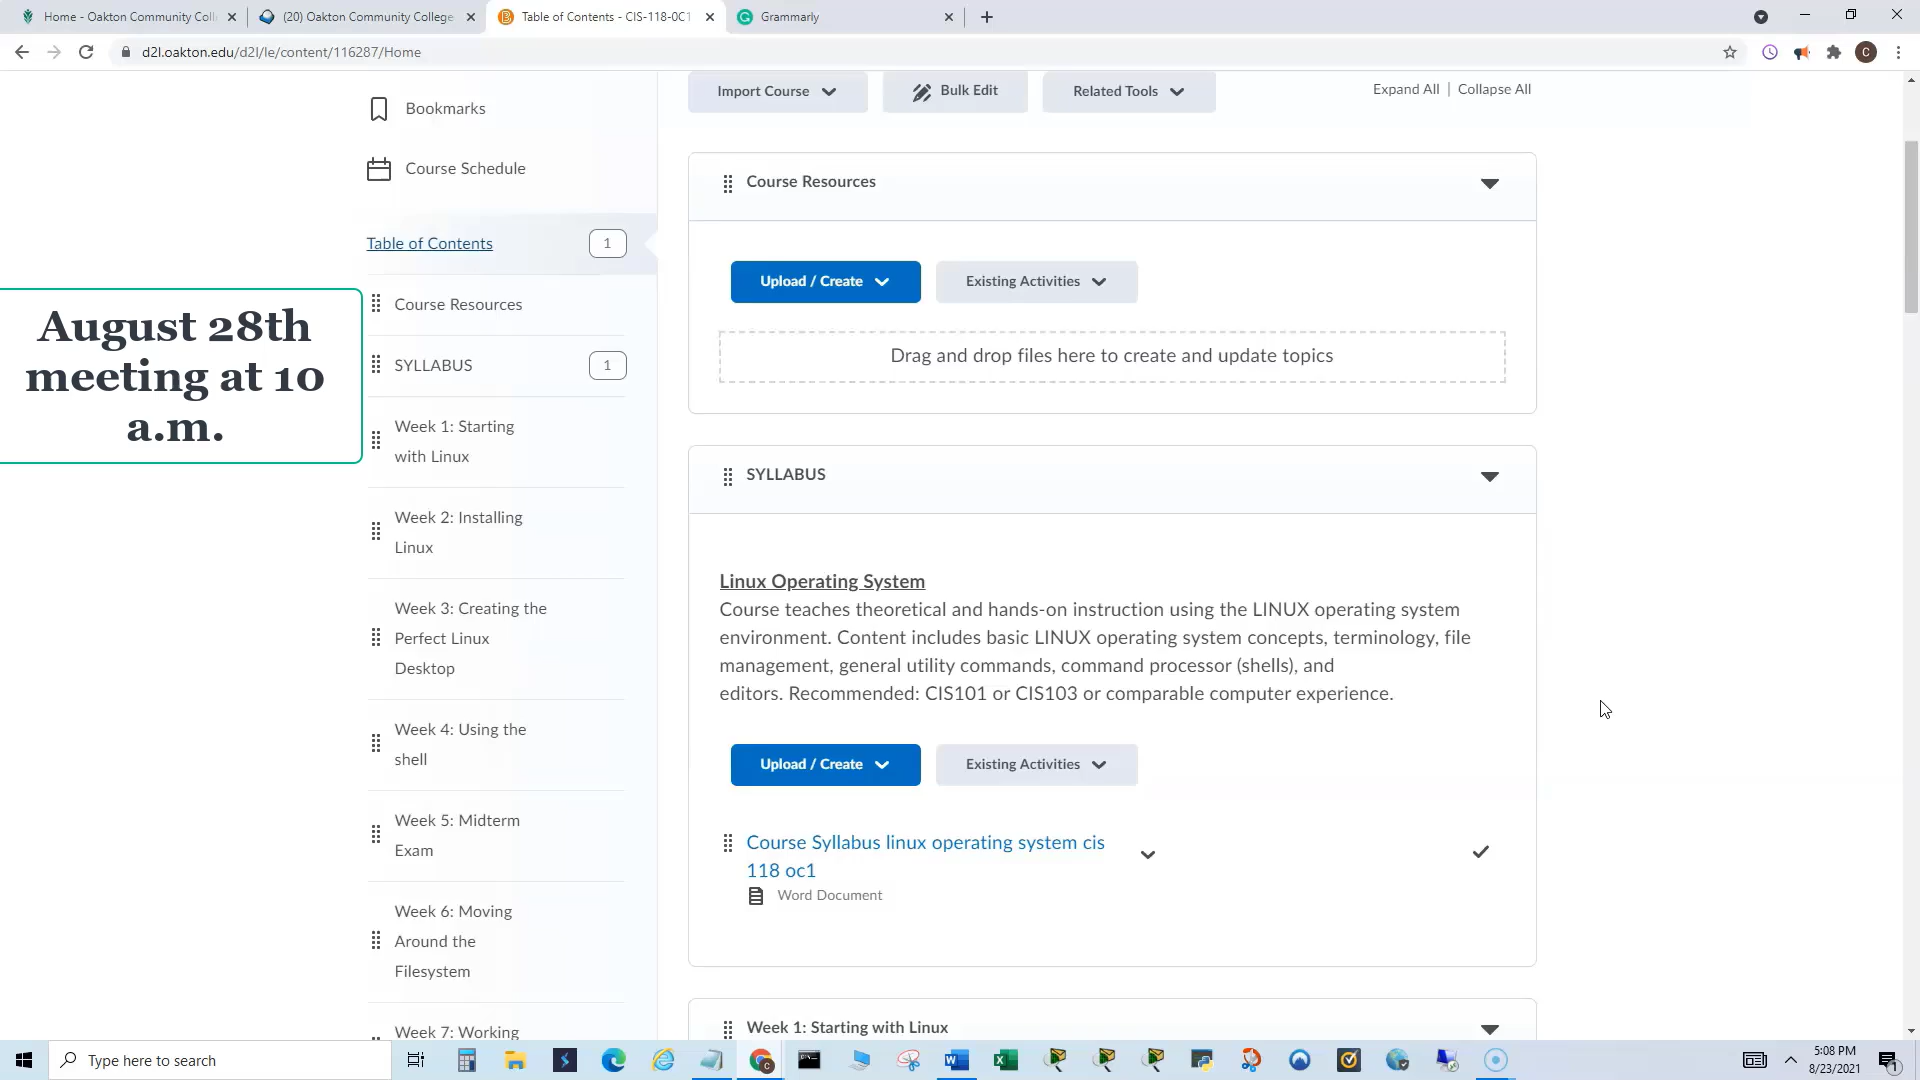 Home - Oakton Community Coll
(20) Oakton Community College
Table of Contents - CIS-118-0C1
Grammarly
d2l.oakton.edu/d2l/le/content/116287/Home
C
Bookmarks
Course Schedule
Table of Contents
1
Course Resources
SYLLABUS
1
Week 1: Starting
with Linux
Week 2: Installing
Linux
Week 3: Creating the
Perfect Linux
Desktop
Week 4: Using the
shell
Week 5: Midterm
Exam
Week 6: Moving
Around the
Filesystem
Week 7: Working
August 28th
meeting at 10
a.m.
Import Course
Bulk Edit
Related Tools
Expand All | Collapse All
Course Resources
Upload / Create
Existing Activities
Drag and drop files here to create and update topics
SYLLABUS
Linux Operating System
Course teaches theoretical and hands-on instruction using the LINUX operating system
environment. Content includes basic LINUX operating system concepts, terminology, file
management, general utility commands, command processor (shells), and
editors. Recommended: CIS101 or CIS103 or comparable computer experience.
Upload / Create
Existing Activities
Course Syllabus linux operating system cis
118 oc1
Word Document
Week 1: Starting with Linux
Type here to search
5:08 PM
8/23/2021
1